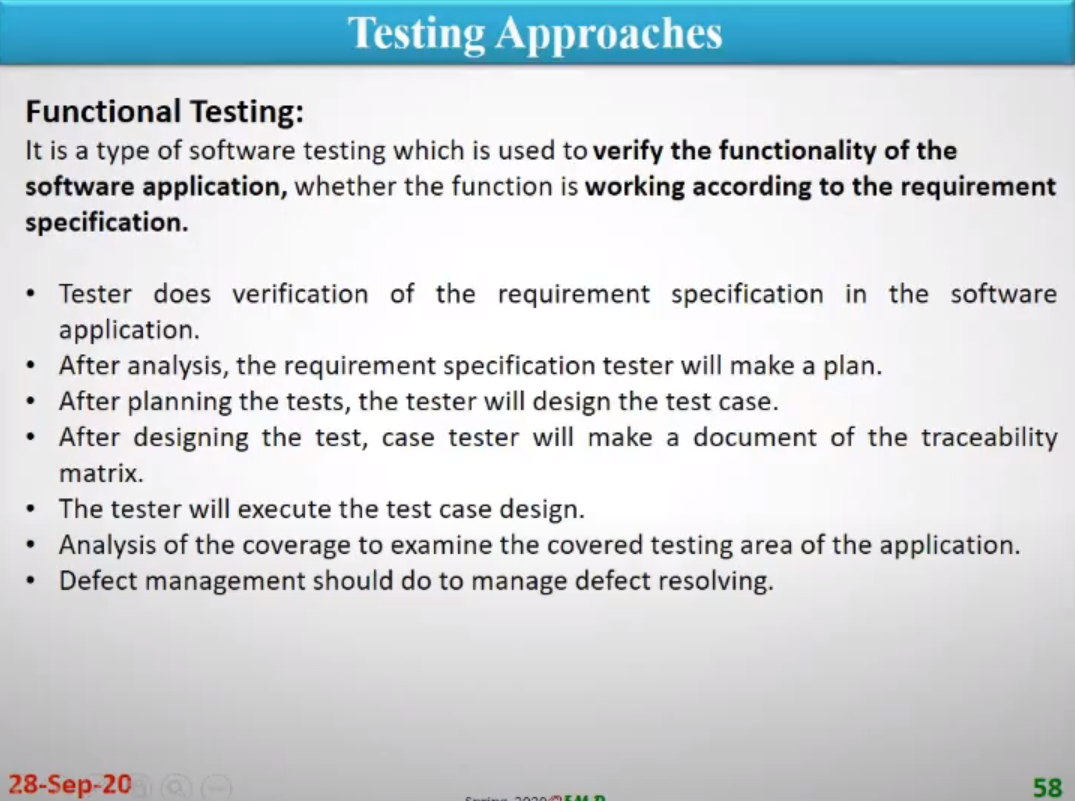 Testing Approaches
Functional Testing:
It is a type of software testing which is used to verify the functionality of the
software application, whether the function is working according to the requirement
specification.
• Tester does verification of the requirement specification in the software
application.
• After analysis, the requirement specification tester will make a plan.
• After planning the tests, the tester will design the test case.
• After designing the test, case tester will make a document of the traceability
matrix.
• The tester will execute the test case design.
• Analysis of the coverage to examine the covered testing area of the application.
• Defect management should do to manage defect resolving.
28-Sep-20
58